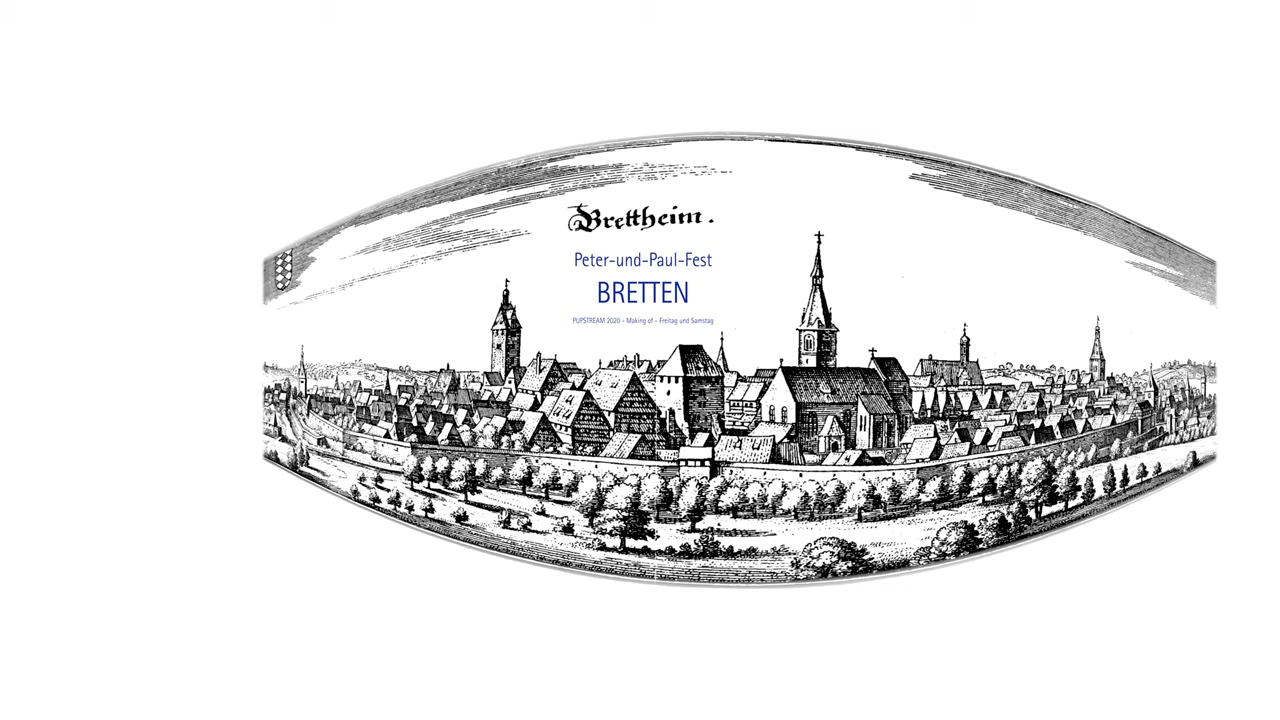 Brettheim.
Peter-und-Paul-Fest
BRETTEN
PUPSTREAM 2020 - Making of - Freitag und Samstag